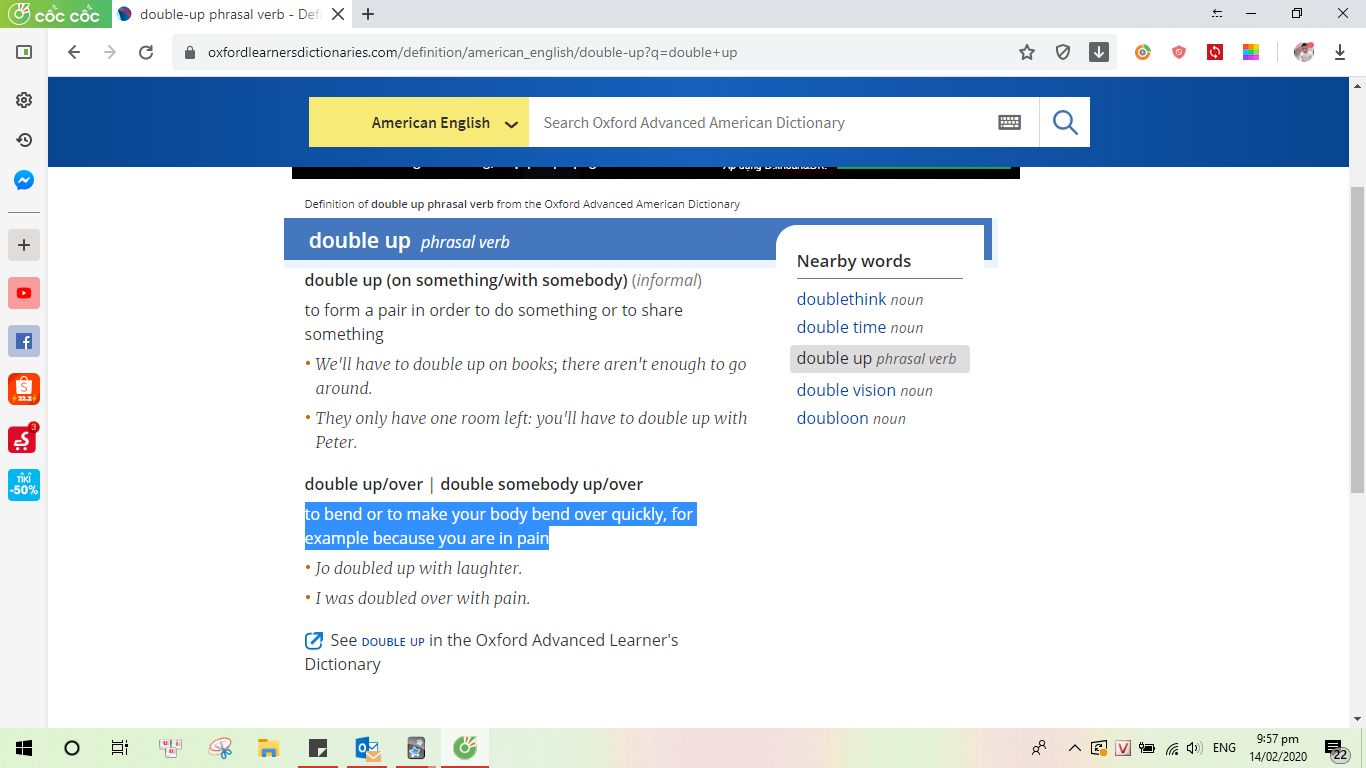 cốc cốc
double-up phrasal verb - Def
oxfordlearnersdictionaries.com/definition/american_english/double-up?q=double+up
American English
Search Oxford Advanced American Dictionary
Definition of double up phrasal verb from the Oxford Advanced American Dictionary
double up phrasal verb
double up (on something/with somebody) (informal)
to form a pair in order to do something or to share
something
• We'll have to double up on books; there aren't enough to go
around.
• They only have one room left: you'll have to double up with
Peter.
double up/over | double somebody up/over
to bend or to make your body bend over quickly, for
example because you are in pain
• Jo doubled up with laughter.
• I was doubled over with pain.
See DOUBLE UP in the Oxford Advanced Learner's
Dictionary
Nearby words
doublethink noun
double time noun
double up phrasal verb
double vision noun
doubloon noun
22.2
3
TIKI
-50%
V
ENG
9:57 pm
14/02/2020
22